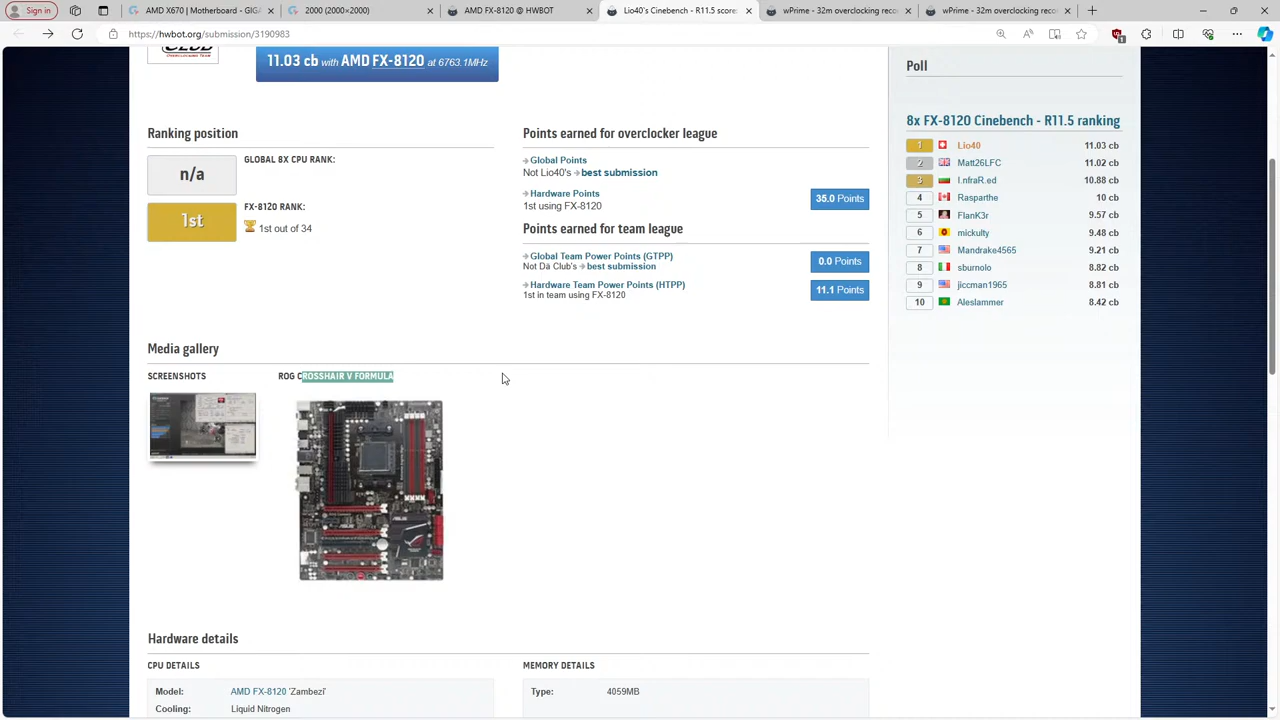 Sign in
AMD X670 | Motherboard - GIGA
2000 (2000×2000)
AMD FX-8120 @ HWBOT
Lio40's Cinebench - R11.5 score
wPrime - 32m overclocking reco
wPrime - 32m overclocking reco
https://hwbot.org/submission/3190983
1
CLUB
OVERCLOCKING TEAM
11.03 cb with AMD FX-8120 at 6763.1MHz
Ranking position
n/a
GLOBAL 8X CPU RANK:
1st
FX-8120 RANK:
1st out of 34
Points earned for overclocker league
Global Points
Not Lio40's best submission
Hardware Points
1st using FX-8120
35.0 Points
Points earned for team league
Global Team Power Points (GTPP)
Not Dä Club's best submission
0.0 Points
Hardware Team Power Points (HTPP)
1st in team using FX-8120
11.1 Points
Poll
8x FX-8120 Cinebench - R11.5 ranking
1 Lio40 11.03 cb
2 Matt26LFC 11.02 cb
3 I.nfraR.ed 10.88 cb
4 Rasparthe 10 cb
5 FlanK3r 9.57 cb
6 mickulty 9.48 cb
7 Mandrake4565 9.21 cb
8 sburnolo 8.82 cb
9 jiccman1965 8.81 cb
10 Aleslammer 8.42 cb
Media gallery
SCREENSHOTS
ROG CROSSHAIR V FORMULA
Hardware details
CPU DETAILS
Model: AMD FX-8120 'Zambezi'
Cooling: Liquid Nitrogen
MEMORY DETAILS
Type: 4059MB